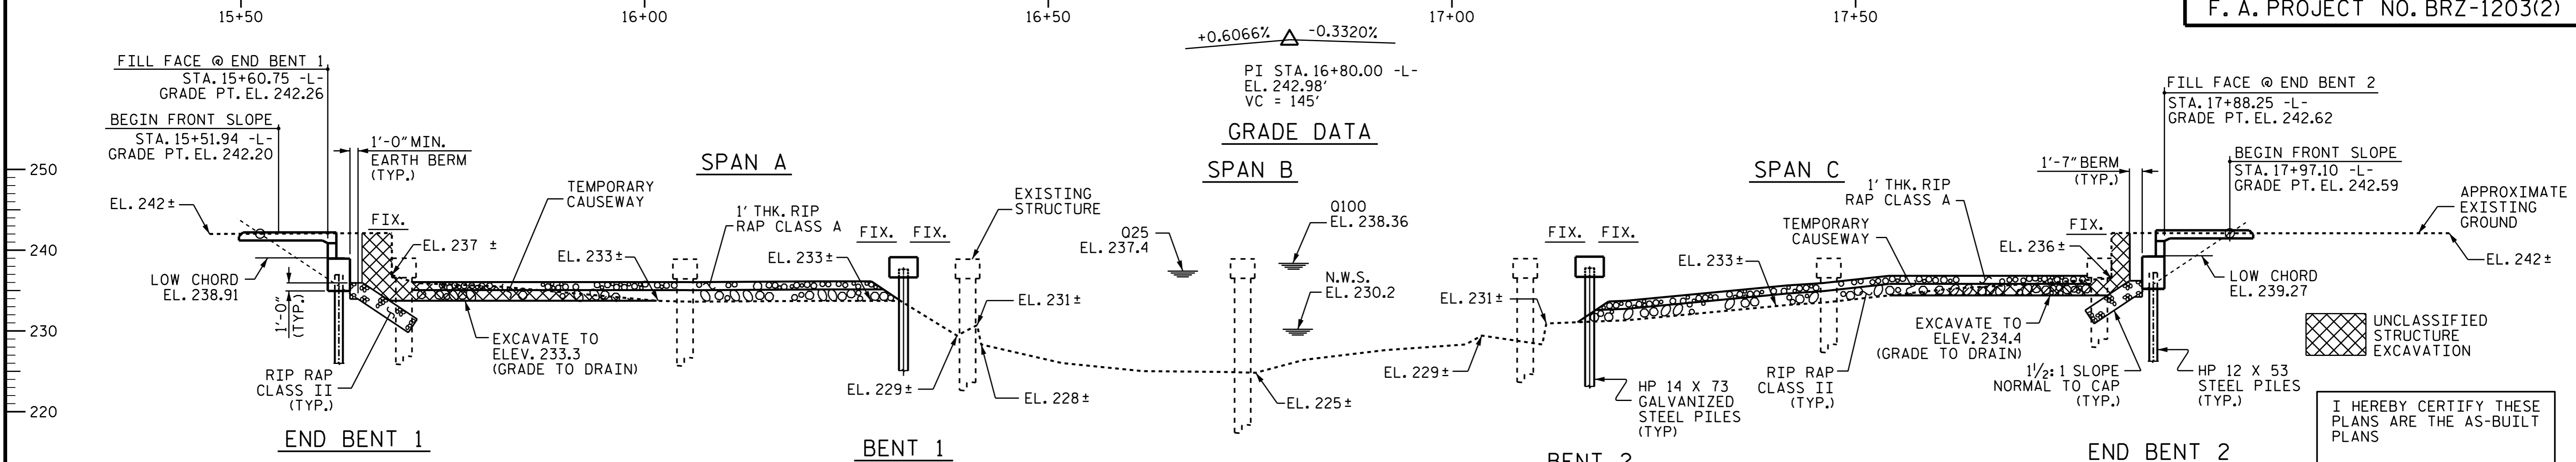 15+50
16+00
16+50
17+00
17+50
F. A. PROJECT NO. BRZ-1203(2)
+0.6066%
-0.3320%
PI STA. 16+80.00 -L-
EL. 242.98'
VC = 145'
GRADE DATA
FILL FACE @ END BENT 1
STA. 15+60.75 -L-
GRADE PT. EL. 242.26
BEGIN FRONT SLOPE
STA. 15+51.94 -L-
GRADE PT. EL. 242.20
1'-0" MIN.
EARTH BERM
(TYP.)
SPAN A
SPAN B
SPAN C
FILL FACE @ END BENT 2
STA. 17+88.25 -L-
GRADE PT. EL. 242.62
BEGIN FRONT SLOPE
STA. 17+97.10 -L-
GRADE PT. EL. 242.59
1'-7" BERM
(TYP.)
250
240
230
220
EL. 242±
FIX.
EL. 237 ±
TEMPORARY
CAUSEWAY
1' THK. RIP
RAP CLASS A
EL. 233±
EL. 233±
FIX.
FIX.
EXISTING
STRUCTURE
Q25
EL. 237.4
Q100
EL. 238.36
N.W.S.
EL. 230.2
FIX.
FIX.
1' THK. RIP
RAP CLASS A
TEMPORARY
CAUSEWAY
EL. 233±
FIX.
EL. 236±
APPROXIMATE
EXISTING
GROUND
EL. 242±
LOW CHORD
EL. 238.91
1'-0"
(TYP.)
RIP RAP
CLASS II
(TYP.)
EXCAVATE TO
ELEV. 233.3
(GRADE TO DRAIN)
EL. 231±
EL. 229±
EL. 228±
EL. 225±
EL. 231±
EL. 229±
HP 14 X 73
GALVANIZED
STEEL PILES
(TYP)
RIP RAP
CLASS II
(TYP.)
EXCAVATE TO
ELEV. 234.4
(GRADE TO DRAIN)
1½: 1 SLOPE
NORMAL TO CAP
(TYP.)
HP 12 X 53
STEEL PILES
(TYP.)
LOW CHORD
EL. 239.27
UNCLASSIFIED
STRUCTURE
EXCAVATION
I HEREBY CERTIFY THESE
PLANS ARE THE AS-BUILT
PLANS
END BENT 1
BENT 1
BENT 2
END BENT 2